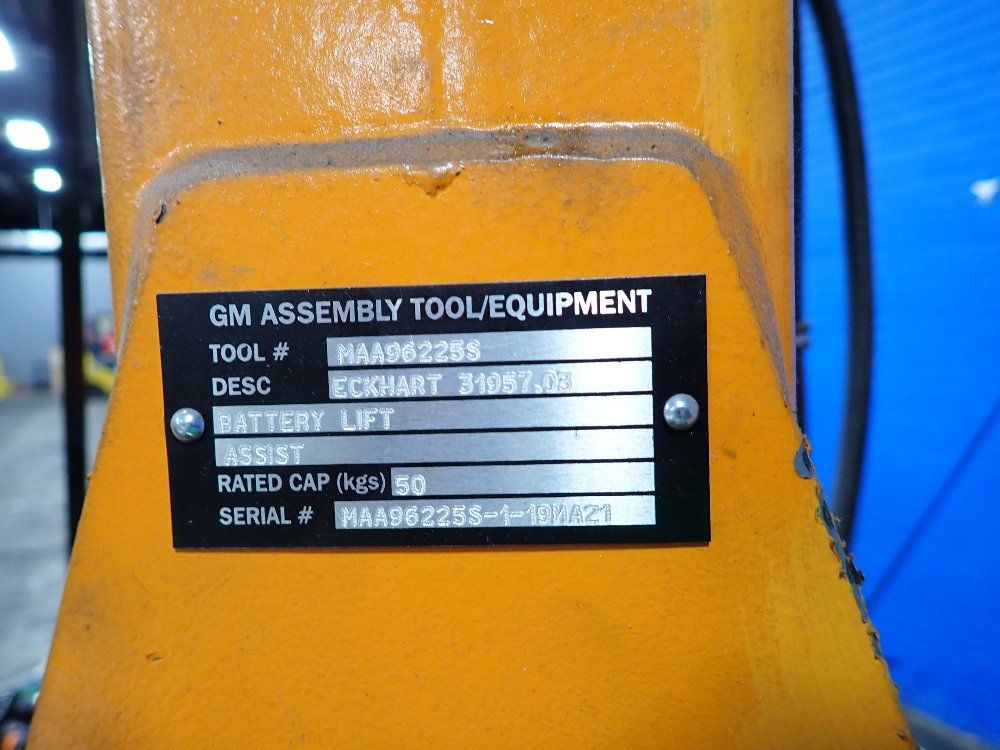 GM ASSEMBLY TOOL/EQUIPMENT
TOOL # MAA96225S
DESC ECKHART 31957.03
BATTERY LIFT
ASSIST
RATED CAP (kgs) 50
SERIAL # MAA96225S-1-19MA21